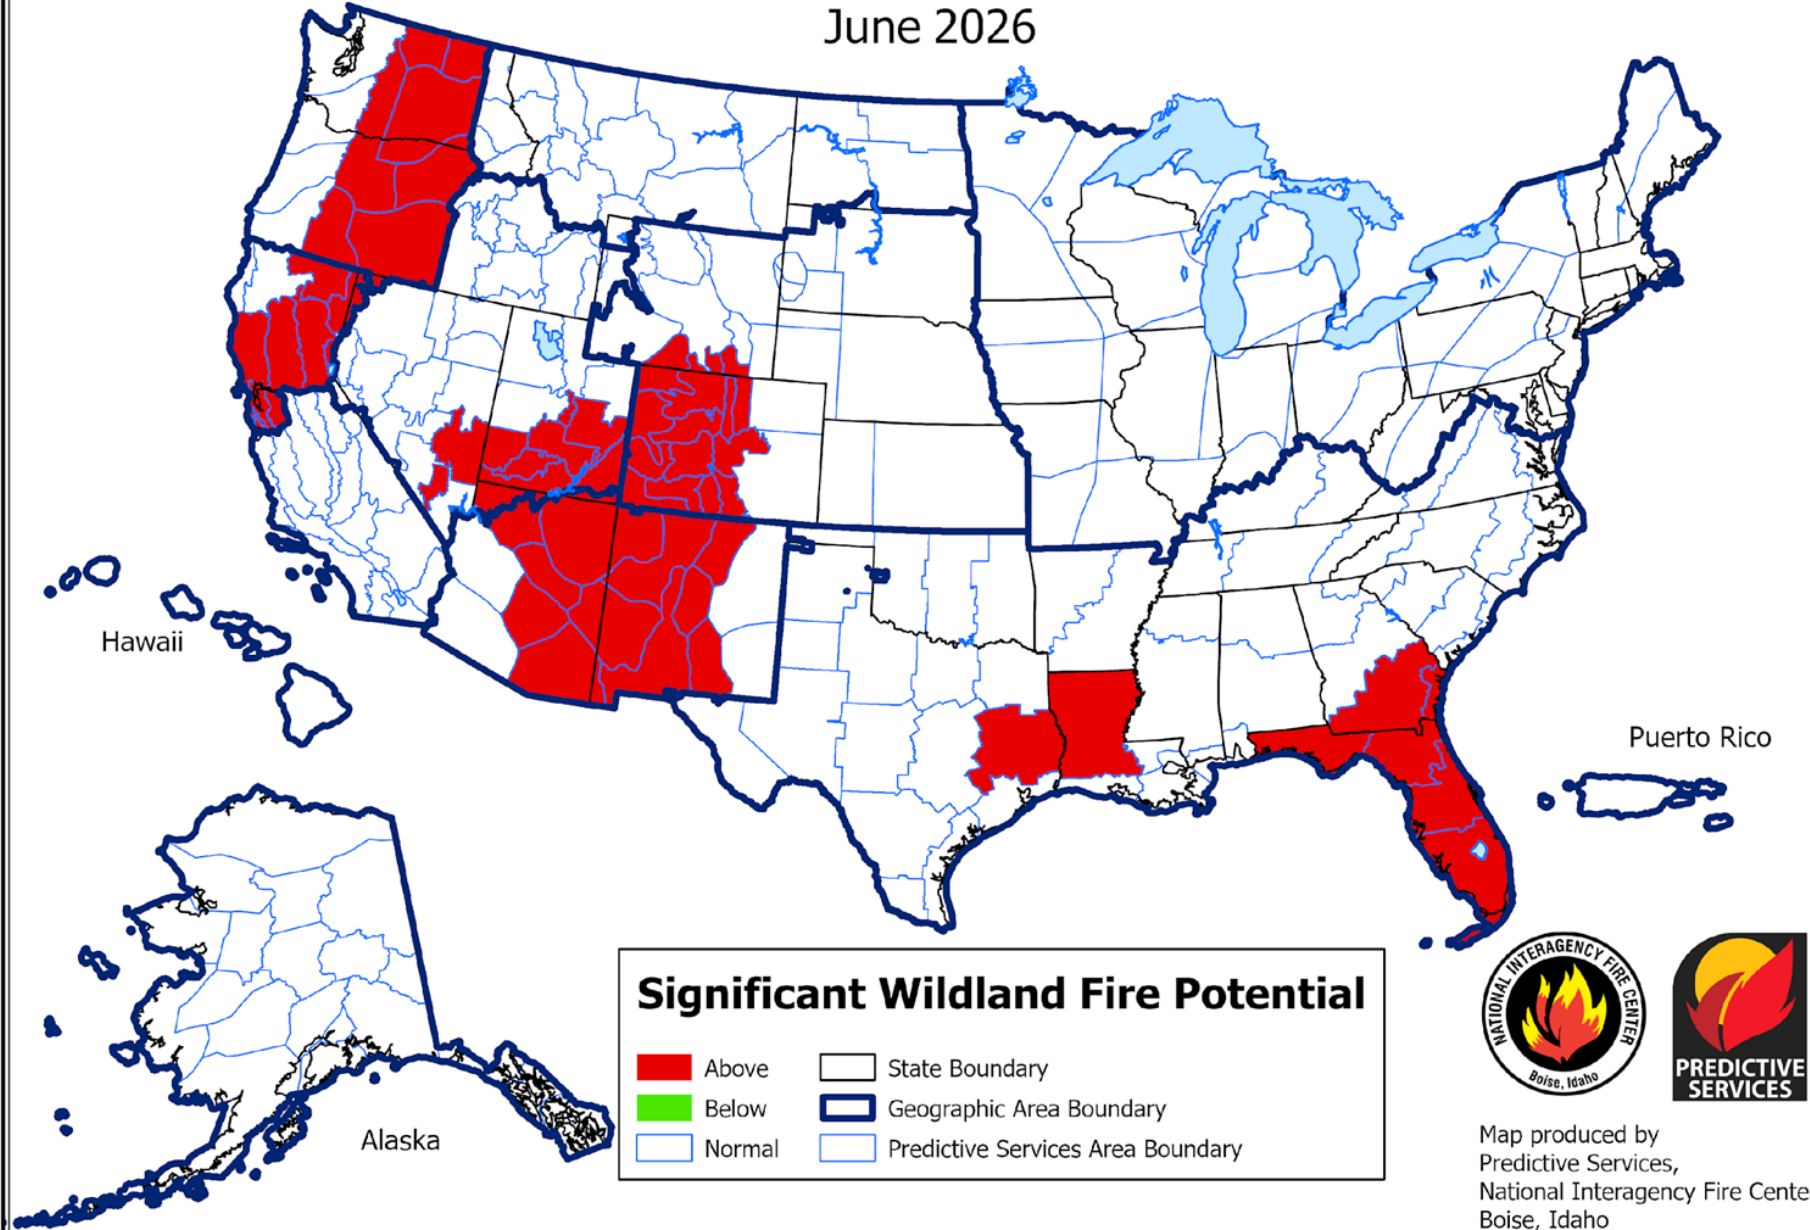 June 2026
Hawaii
Puerto Rico
Alaska
Significant Wildland Fire Potential
Above
State Boundary
Below
Geographic Area Boundary
Normal
Predictive Services Area Boundary
NATIONAL INTERAGENCY FIRE CENTER
Boise, Idaho
PREDICTIVE
SERVICES
Map produced by
Predictive Services,
National Interagency Fire Cente
Boise, Idaho